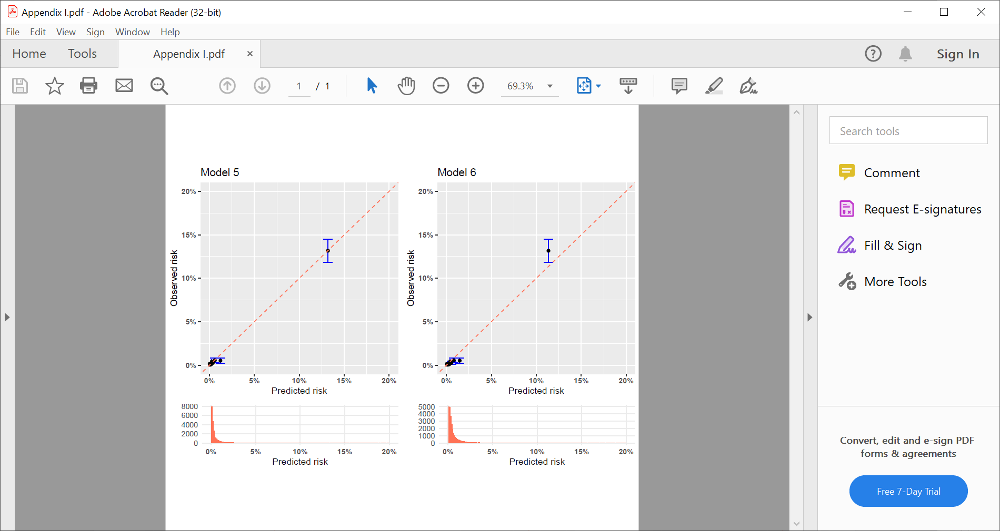 Appendix I.pdf - Adobe Acrobat Reader (32-bit)
File Edit View Sign Window Help
Home Tools Appendix I.pdf × ? Sign In
1 / 1 69.3%
Model 5
20%
15%
10%
5%
0%
Observed risk
0% 5% 10% 15% 20%
Predicted risk
8000
6000
4000
2000
0
0% 5% 10% 15% 20%
Predicted risk
Model 6
20%
15%
10%
5%
0%
Observed risk
0% 5% 10% 15% 20%
Predicted risk
5000
4000
3000
2000
1000
0
0% 5% 10% 15% 20%
Predicted risk
Search tools
Comment
Request E-signatures
Fill & Sign
More Tools
Convert, edit and e-sign PDF
forms & agreements
Free 7-Day Trial